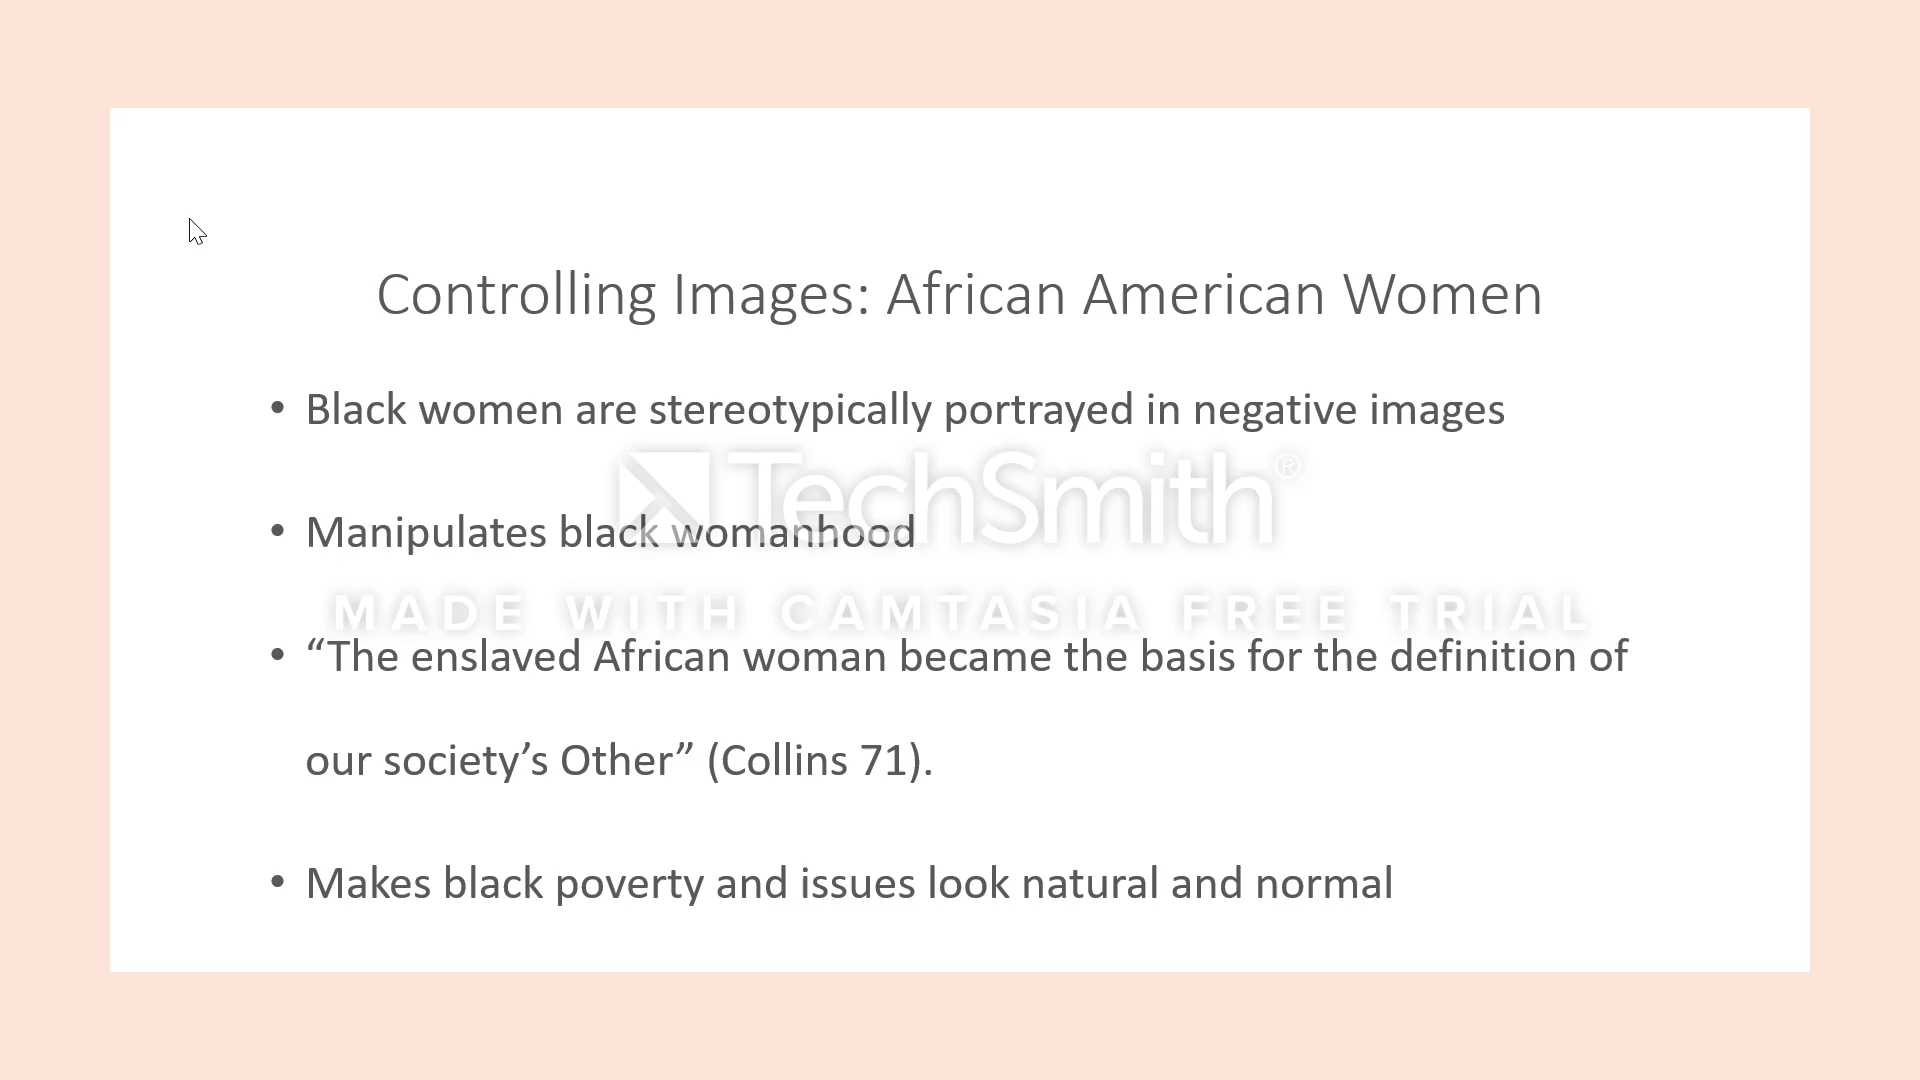 Controlling Images: African American Women
• Black women are stereotypically portrayed in negative images
TechSmith®
• Manipulates black womanhood
MADE WITH CAMTASIA FREE TRIAL
• “The enslaved African woman became the basis for the definition of
our society’s Other” (Collins 71).
• Makes black poverty and issues look natural and normal